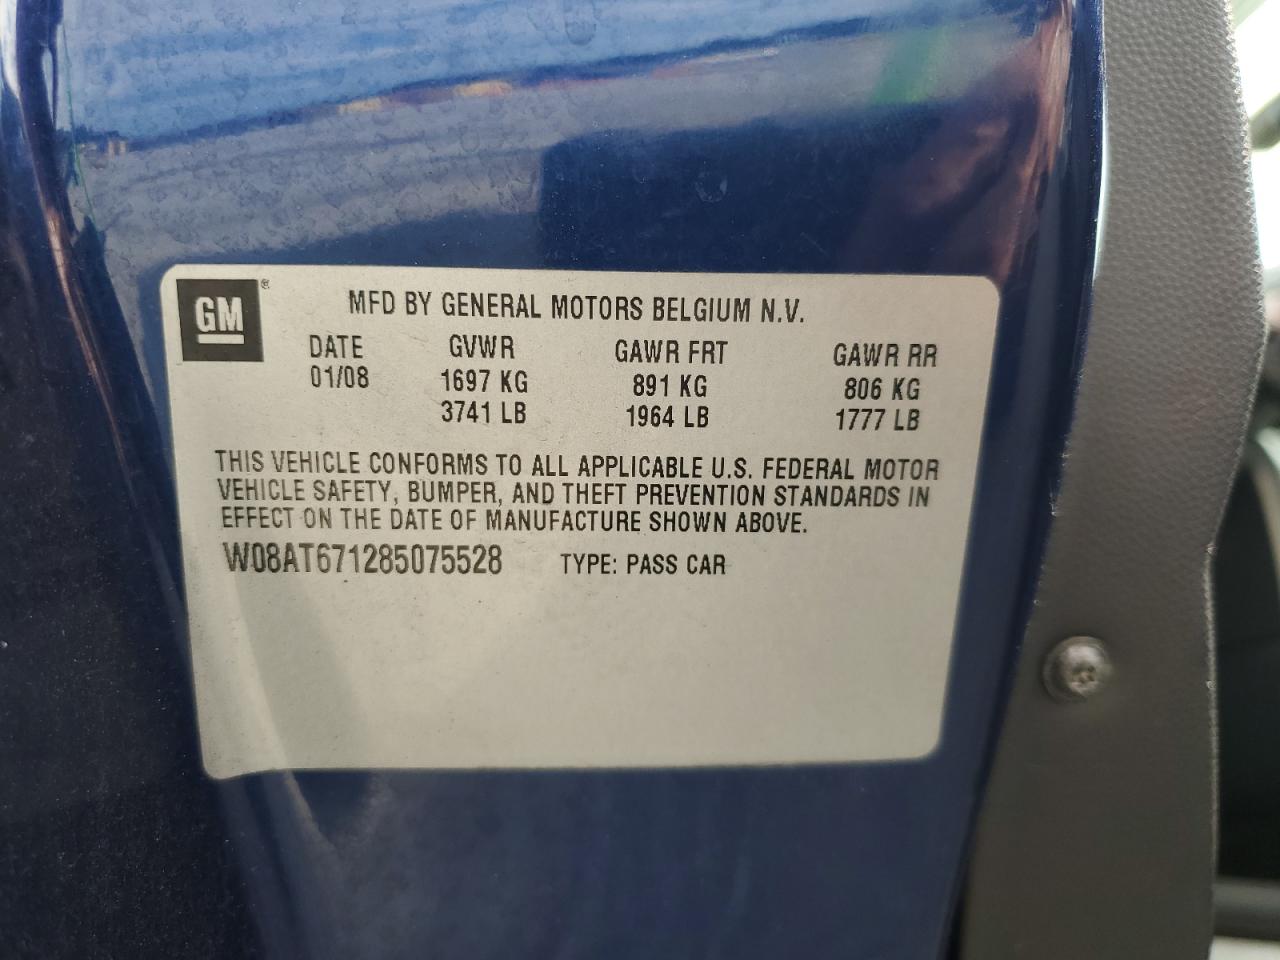 GM®
MFD BY GENERAL MOTORS BELGIUM N.V.
DATE GVWR GAWR FRT GAWR RR
01/08 1697 KG 891 KG 806 KG
3741 LB 1964 LB 1777 LB
THIS VEHICLE CONFORMS TO ALL APPLICABLE U.S. FEDERAL MOTOR
VEHICLE SAFETY, BUMPER, AND THEFT PREVENTION STANDARDS IN
EFFECT ON THE DATE OF MANUFACTURE SHOWN ABOVE.
W08AT671285075528 TYPE: PASS CAR